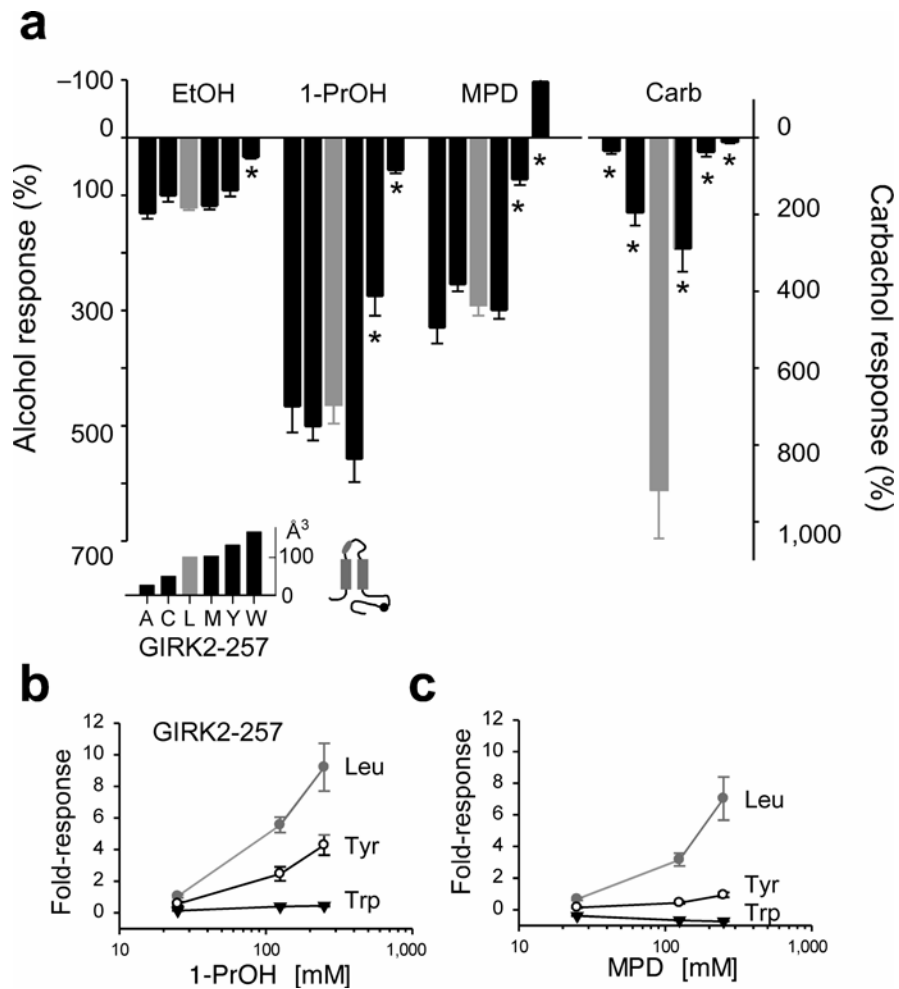 a
–100
0
100
300
500
700
Alcohol response (%)
EtOH 1-PrOH MPD Carb
* * * * * * * * * *
0
200
400
600
800
1,000
Carbachol response (%)
Å3
100
0
A C L M Y W
GIRK2-257
b
GIRK2-257
12
10
8
6
4
2
0
Fold-response
Leu
Tyr
Trp
10 100 1,000
1-PrOH [mM]
c
12
10
8
6
4
2
0
Fold-response
Leu
Tyr
Trp
10 100 1,000
MPD [mM]